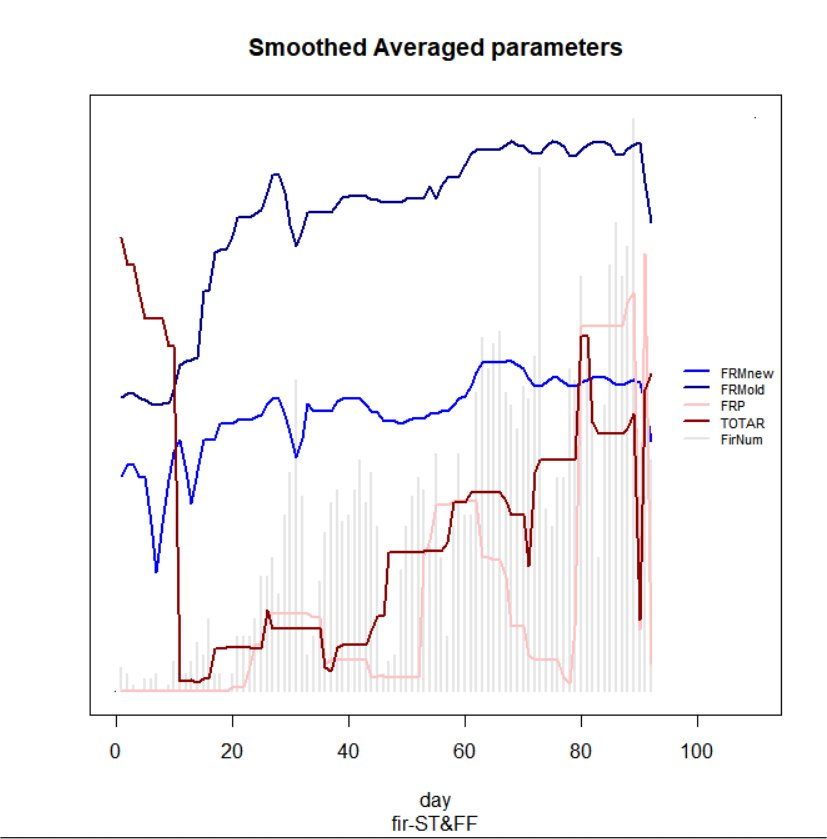 Smoothed Averaged parameters
FRMnew
FRMold
FRP
TOTAR
FirNum
0 20 40 60 80 100
day
fir-ST&FF